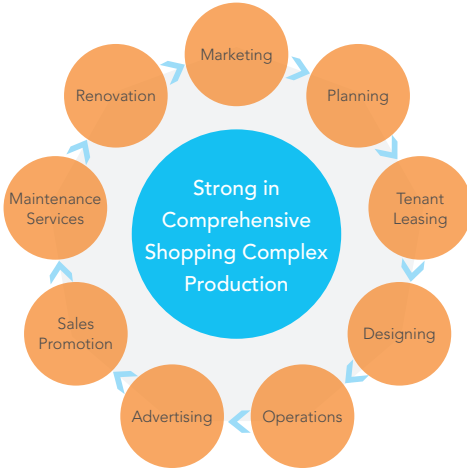 Marketing
Planning
Tenant
Leasing
Designing
Operations
Advertising
Sales
Promotion
Maintenance
Services
Renovation
Strong in
Comprehensive
Shopping Complex
Production